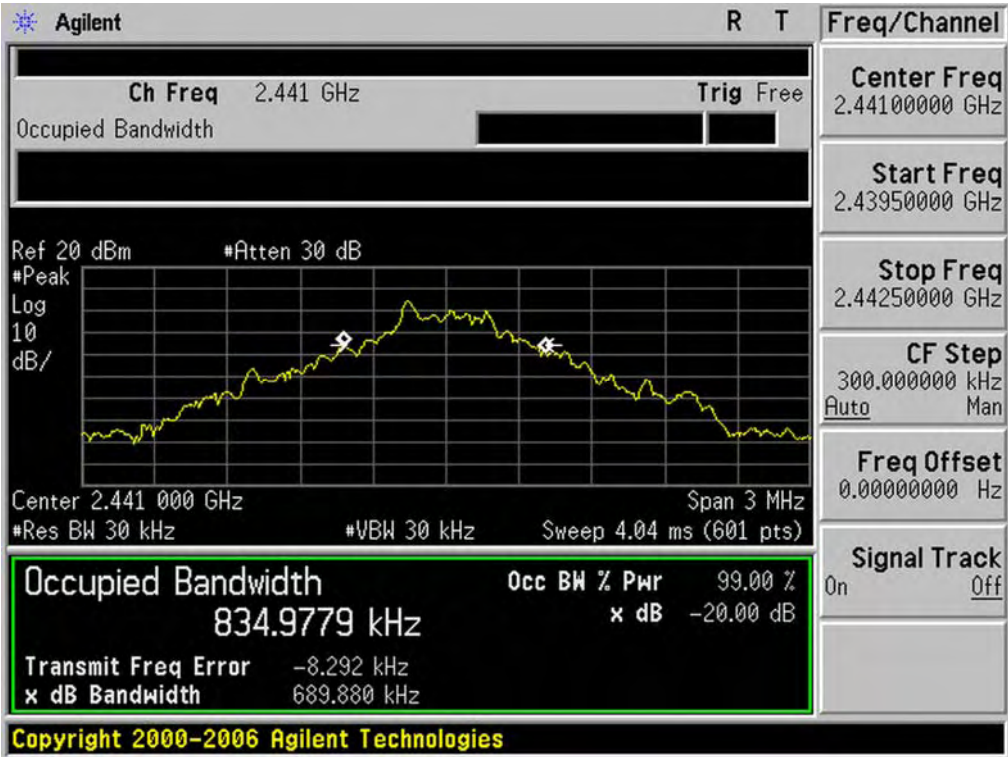 Agilent R T
Freq/Channel
Ch Freq 2.441 GHz Trig Free
Occupied Bandwidth
Center Freq
2.44100000 GHz
Start Freq
2.43950000 GHz
Stop Freq
2.44250000 GHz
CF Step
300.000000 kHz
Auto Man
Freq Offset
0.00000000 Hz
Signal Track
On Off
Ref 20 dBm #Atten 30 dB
#Peak
Log
10
dB/
Center 2.441 000 GHz Span 3 MHz
#Res BW 30 kHz #VBW 30 kHz Sweep 4.04 ms (601 pts)
Occupied Bandwidth
834.9779 kHz
Occ BW % Pwr 99.00 %
x dB -20.00 dB
Transmit Freq Error -8.292 kHz
x dB Bandwidth 689.880 kHz
Copyright 2000-2006 Agilent Technologies